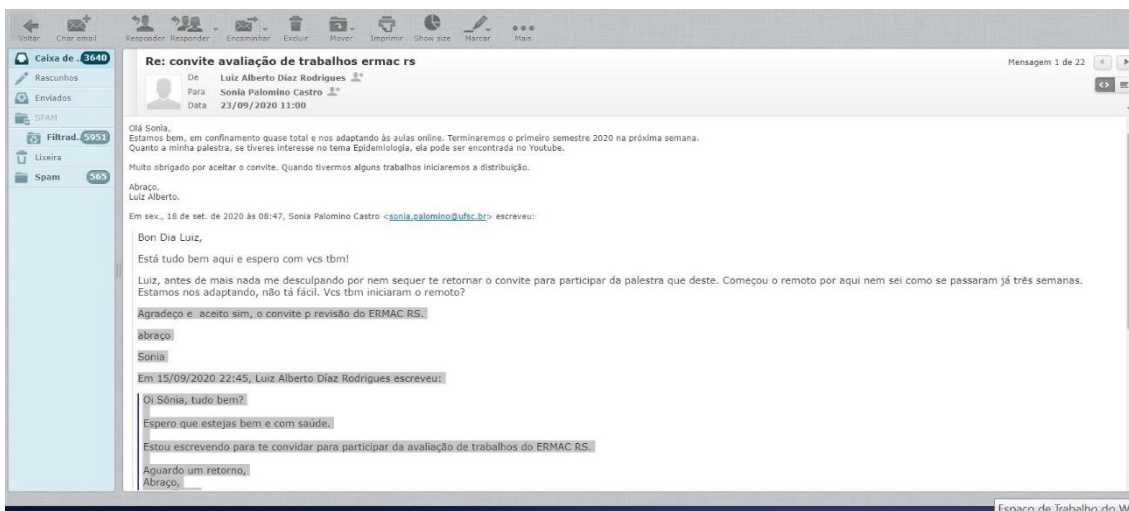 Voltar Criar email Responder Responder .. Encaminhar Excluir Mover Imprimir Show size Marcar Mais
Caixa de .. 3640
Rascunhos
Enviados
SPAM
Filtrad.. 5951
Lixeira
Spam 565
Re: convite avaliação de trabalhos ermac rs
Mensagem 1 de 22
De Luiz Alberto Díaz Rodrigues
Para Sonia Palomino Castro
Data 23/09/2020 11:00
Olá Sonia,
Estamos bem, em confinamento quase total e nos adaptando às aulas online. Terminaremos o primeiro semestre 2020 na próxima semana.
Quanto a minha palestra, se tiveres interesse no tema Epidemiologia, ela pode ser encontrada no Youtube.
Muito obrigado por aceitar o convite. Quando tivermos alguns trabalhos iniciaremos a distribuição.
Abraço,
Luiz Alberto.
Em sex., 18 de set. de 2020 às 08:47, Sonia Palomino Castro <sonia.palomino@ufsc.br> escreveu:
Bon Dia Luiz,
Está tudo bem aqui e espero com vcs tbm!
Luiz, antes de mais nada me desculpando por nem sequer te retornar o convite para participar da palestra que deste. Começou o remoto por aqui nem sei como se passaram já três semanas.
Estamos nos adaptando, não tá fácil. Vcs tbm iniciaram o remoto?
Agradeço e aceito sim, o convite p revisão do ERMAC RS.
abraço
Sonia
Em 15/09/2020 22:45, Luiz Alberto Díaz Rodrigues escreveu:
Oi Sônia, tudo bem?
Espero que estejas bem e com saúde.
Estou escrevendo para te convidar para participar da avaliação de trabalhos do ERMAC RS.
Aguardo um retorno,
Abraço,
Espaço de Trabalho do W